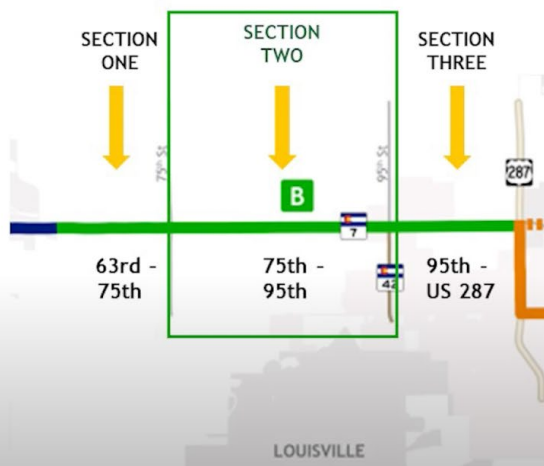 SECTION
ONE
SECTION
TWO
SECTION
THREE
75th St
95th St
287
B
7
42
63rd -
75th
75th -
95th
95th -
US 287
LOUISVILLE